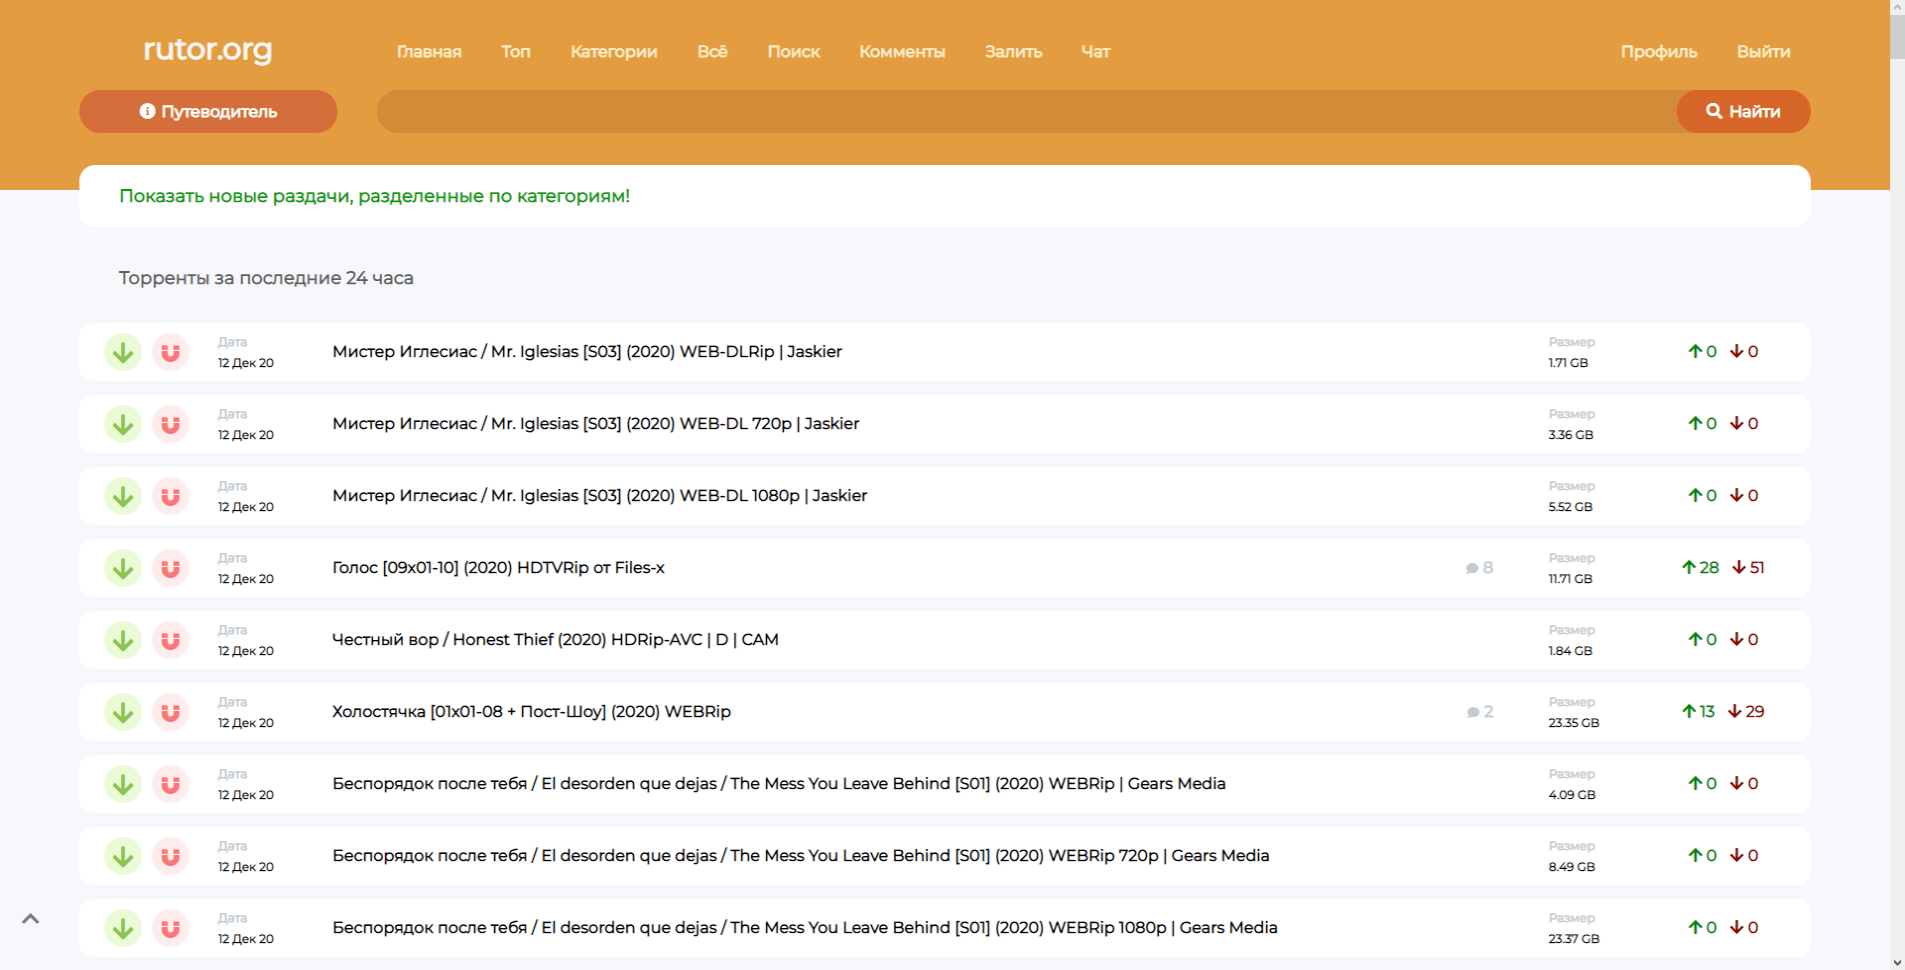 rutor.org Главная Топ Категории Всё Поиск Комменты Залить Чат Профиль Выйти
Путеводитель Найти
Показать новые раздачи, разделенные по категориям!
Торренты за последние 24 часа
Дата Размер
12 Дек 20 Мистер Иглесиас / Mr. Iglesias [S03] (2020) WEB-DLRip | Jaskier 1.71 GB 0 0
Дата Размер
12 Дек 20 Мистер Иглесиас / Mr. Iglesias [S03] (2020) WEB-DL 720p | Jaskier 3.36 GB 0 0
Дата Размер
12 Дек 20 Мистер Иглесиас / Mr. Iglesias [S03] (2020) WEB-DL 1080p | Jaskier 5.52 GB 0 0
Дата Размер
12 Дек 20 Голос [09x01-10] (2020) HDTVRip от Files-x 8 11.71 GB 28 51
Дата Размер
12 Дек 20 Честный вор / Honest Thief (2020) HDRip-AVC | D | CAM 1.84 GB 0 0
Дата Размер
12 Дек 20 Холостячка [01x01-08 + Пост-Шоу] (2020) WEBRip 2 23.35 GB 13 29
Дата Размер
12 Дек 20 Беспорядок после тебя / El desorden que dejas / The Mess You Leave Behind [S01] (2020) WEBRip | Gears Media 4.09 GB 0 0
Дата Размер
12 Дек 20 Беспорядок после тебя / El desorden que dejas / The Mess You Leave Behind [S01] (2020) WEBRip 720p | Gears Media 8.49 GB 0 0
Дата Размер
12 Дек 20 Беспорядок после тебя / El desorden que dejas / The Mess You Leave Behind [S01] (2020) WEBRip 1080p | Gears Media 23.37 GB 0 0